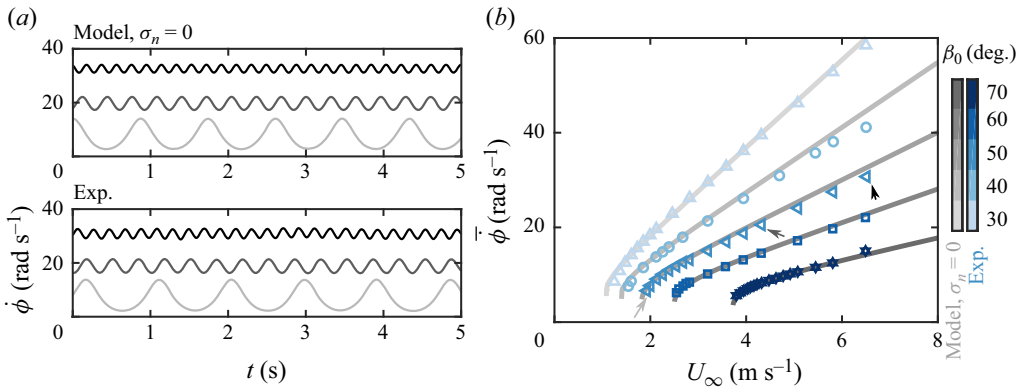 (a)
Model, σn = 0
40
20
0
1 2 3 4 5
Exp.
40
20
0
1 2 3 4 5
t (s)
ϕ̇ (rad s–1)
(b)
60
40
20
0
2 4 6 8
U∞ (m s–1)
ϕ̇̅ (rad s–1)
β0 (deg.)
70
60
50
40
30
Model, σn = 0
Exp.